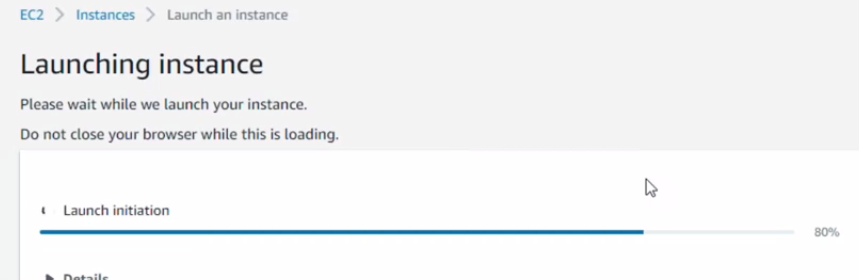 EC2 > Instances > Launch an instance
Launching instance
Please wait while we launch your instance.
Do not close your browser while this is loading.
Launch initiation
80%
Details